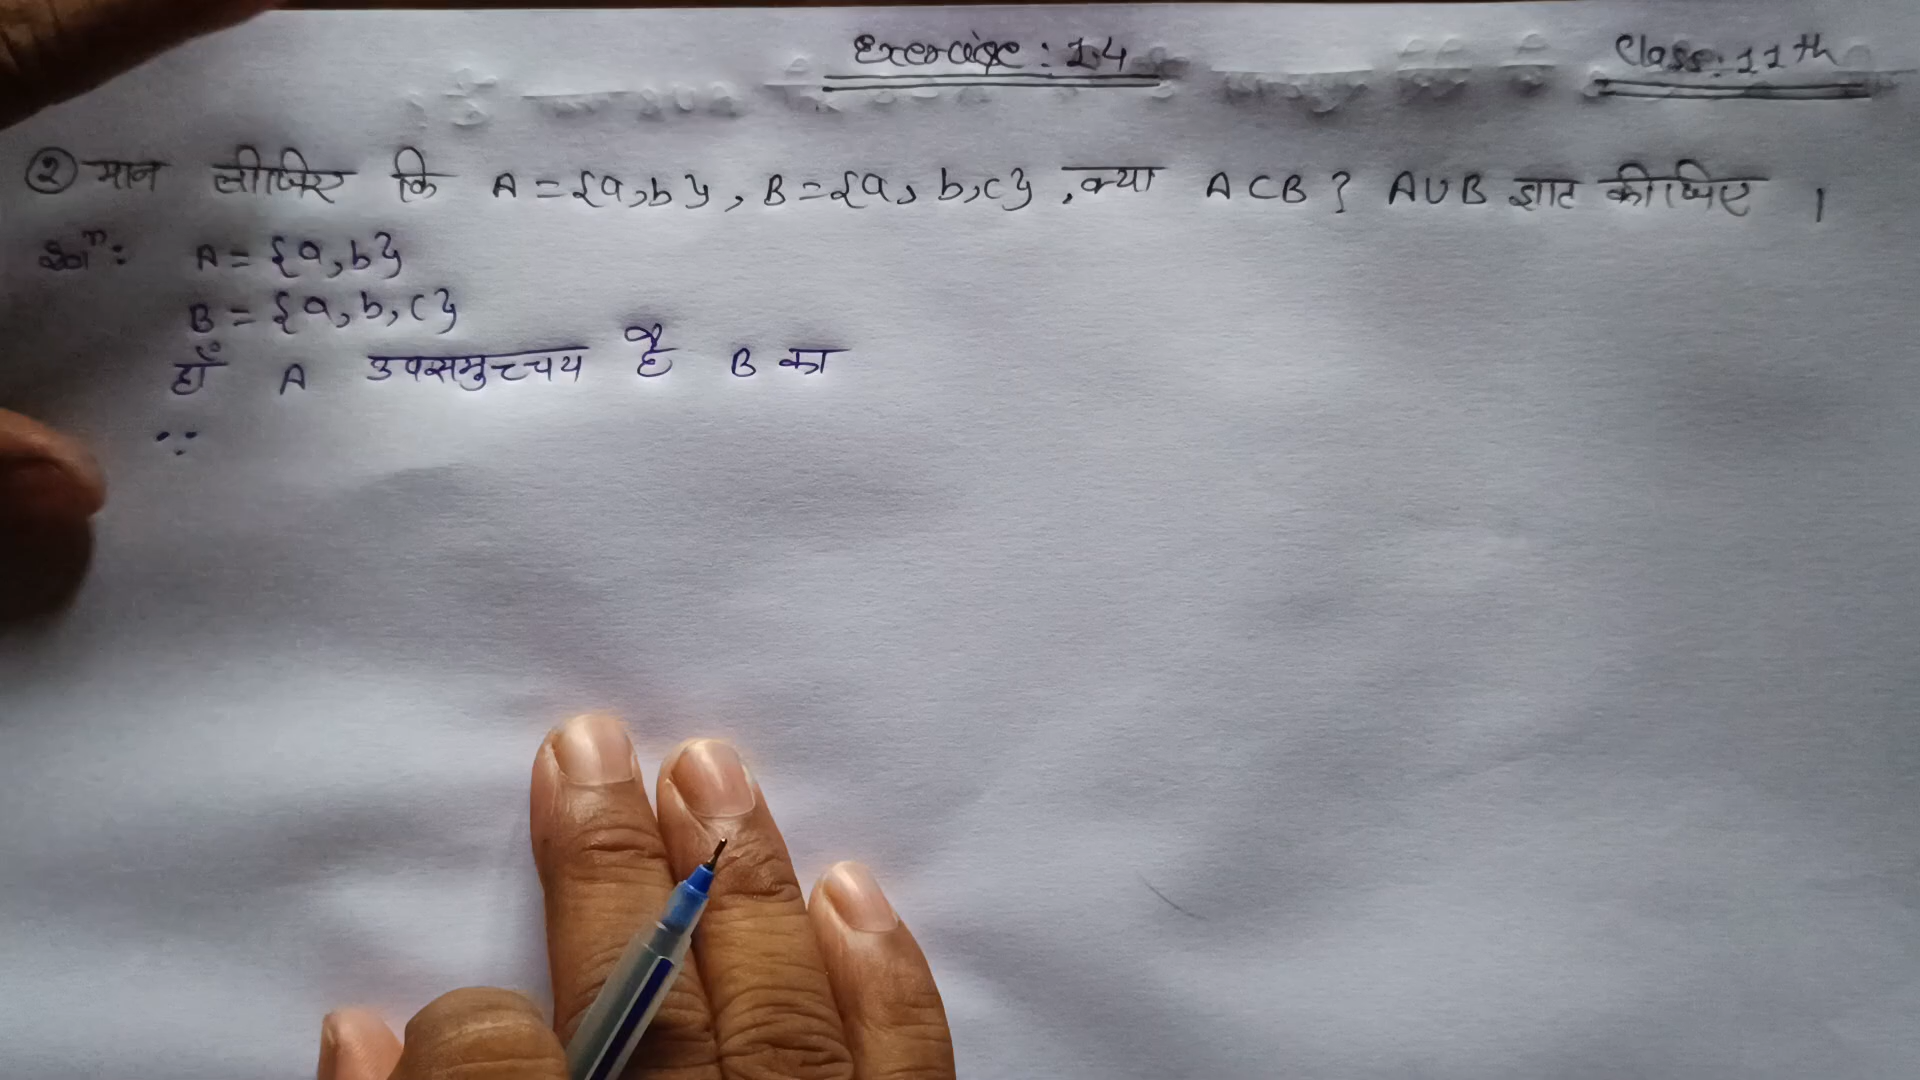 Exercise: 1.4
Class: 11th
② मान लीजिए कि A = {a, b}, B = {a, b, c}, क्या A ⊂ B ? A ∪ B ज्ञात कीजिए ।
Solⁿ: A = {a, b}
B = {a, b, c}
हाँ A उपसमुच्चय है B का
∵